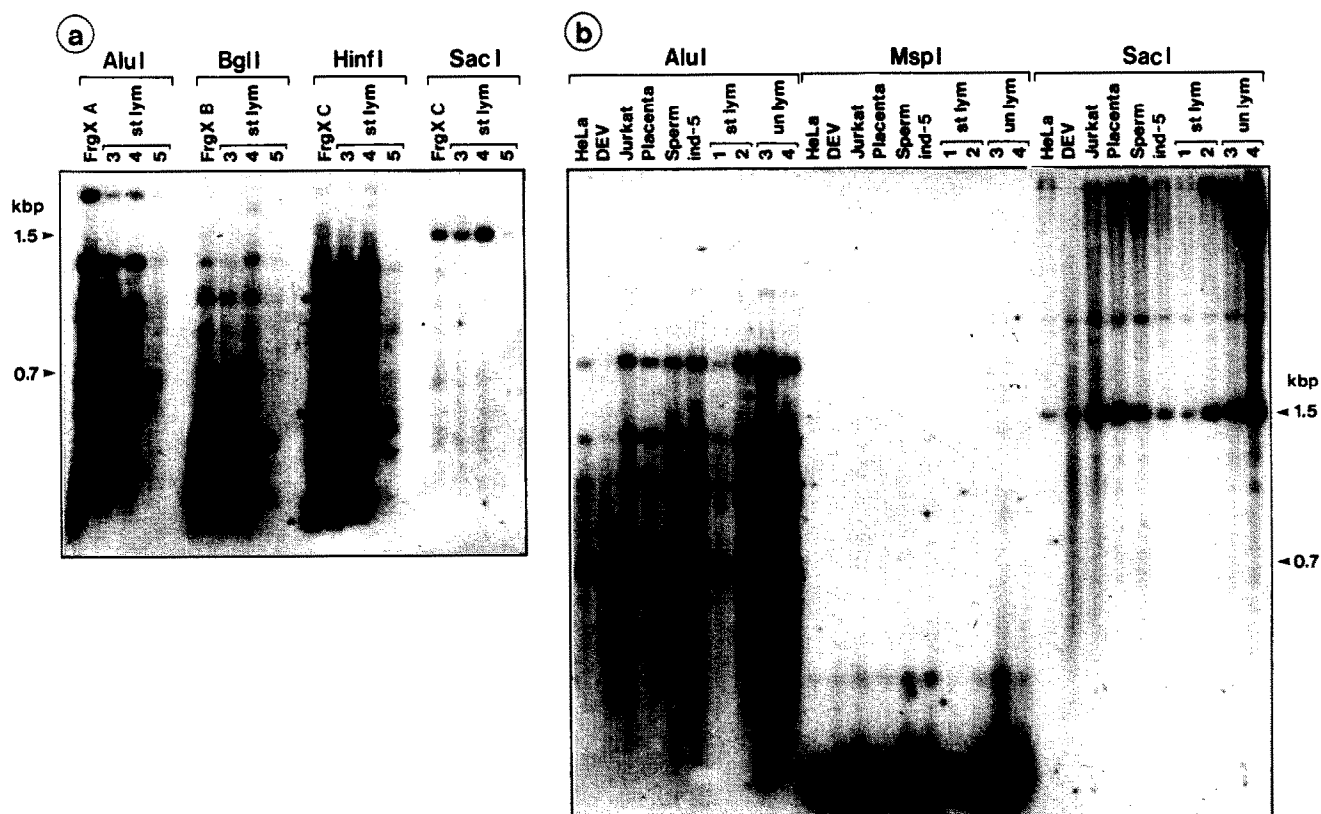 a
AluI BglI HinfI SacI
FrgX A
3
4
5
st lym
FrgX B
3
4
5
st lym
FrgX C
3
4
5
st lym
FrgX C
3
4
5
st lym
kbp
1.5
0.7
b
AluI MspI SacI
HeLa
DEV
Jurkat
Placenta
Sperm
ind-5
1
2
st lym
3
4
un lym
HeLa
DEV
Jurkat
Placenta
Sperm
ind-5
1
2
st lym
3
4
un lym
HeLa
DEV
Jurkat
Placenta
Sperm
ind-5
1
2
st lym
3
4
un lym
kbp
1.5
0.7